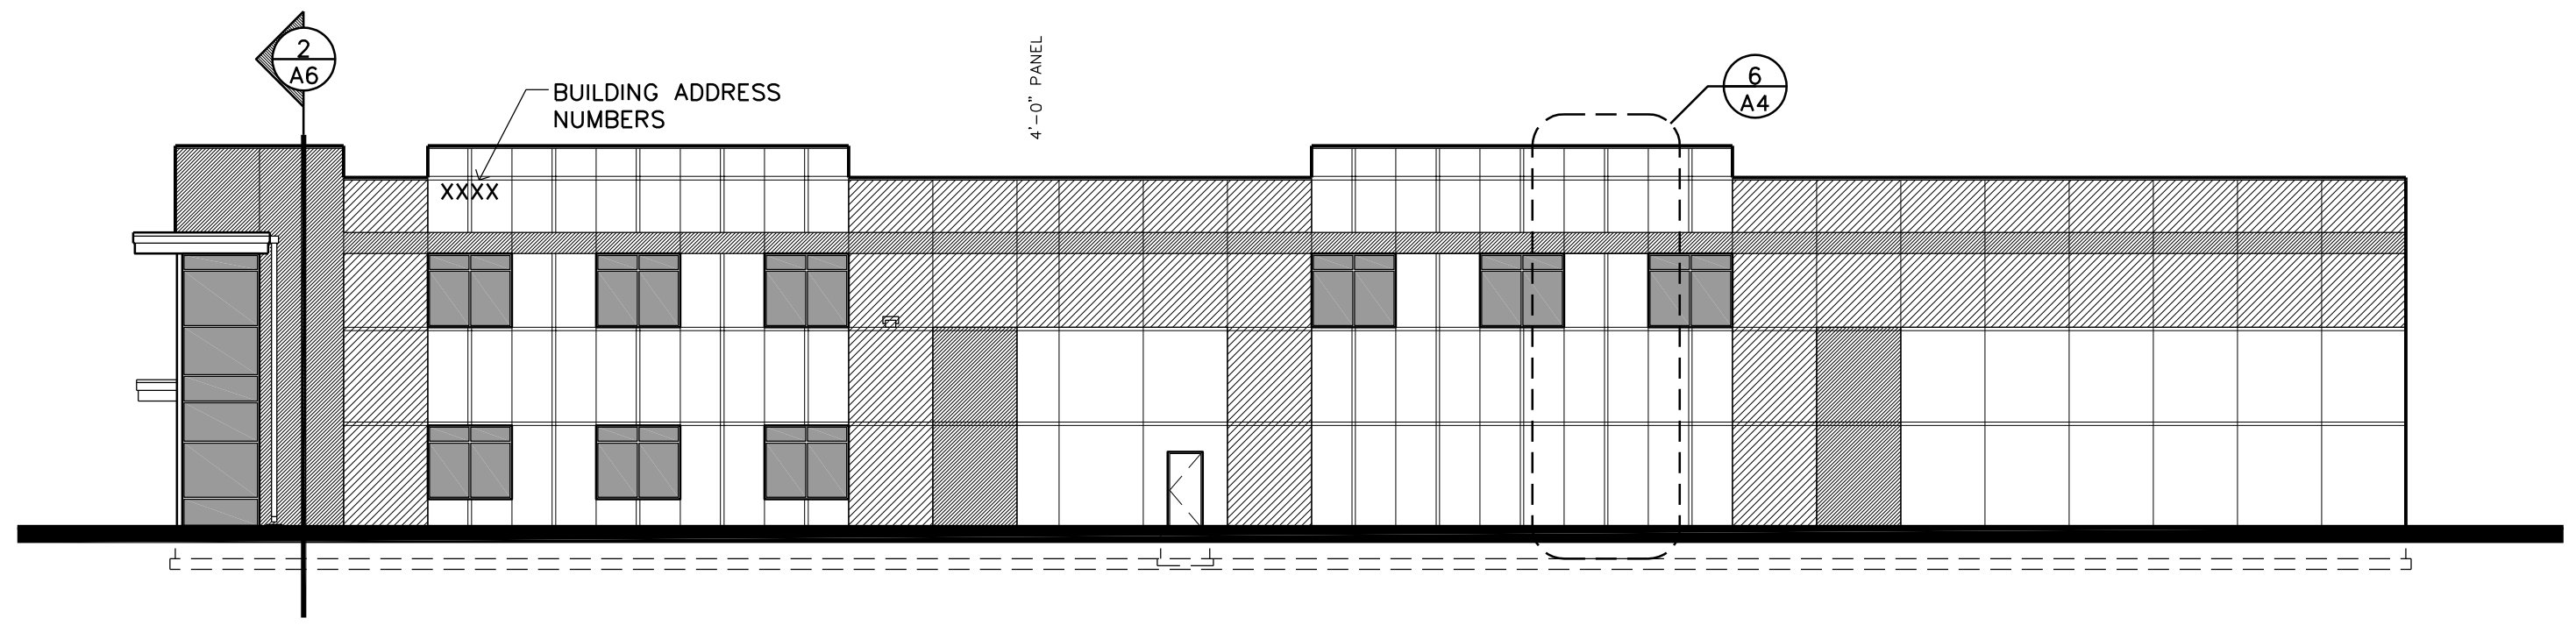 2
A6
BUILDING ADDRESS
NUMBERS
4'-0" PANEL
6
A4
XXXX